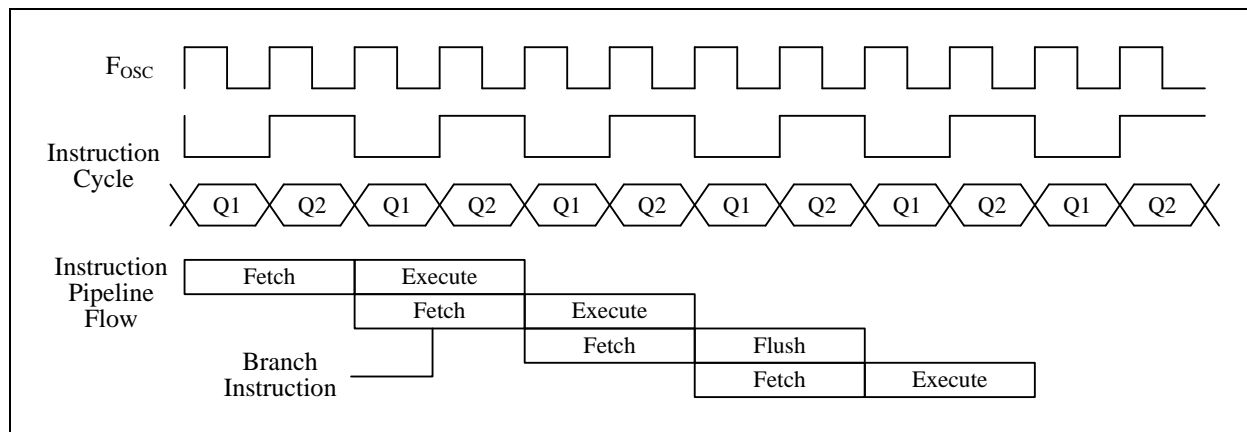 FOSC
Instruction
Cycle
Q1 Q2 Q1 Q2 Q1 Q2 Q1 Q2 Q1 Q2 Q1 Q2
Instruction
Pipeline
Flow
Fetch Execute
Fetch Execute
Fetch Flush
Fetch Execute
Branch
Instruction